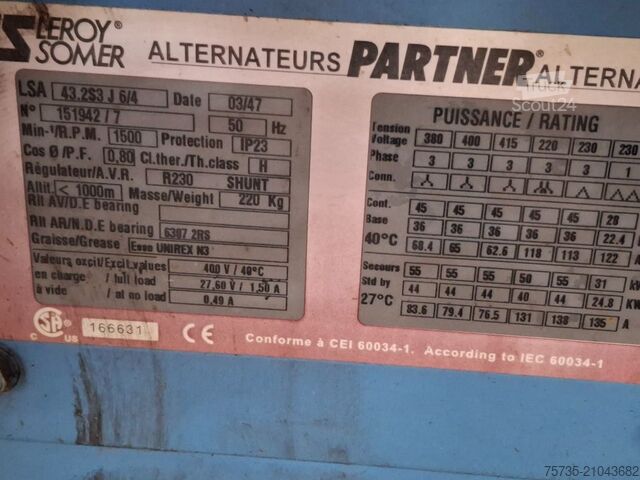 LEROY®
SOMER
ALTERNATEURS PARTNER® ALTERNA
Truck
Scout24
LSA 43.2S3 J 6/4 Date 03/47
N° 151942 / 7 50 Hz
Min-¹/R.P.M. 1500 Protection IP23
Cos Ø /P.F. 0,80 Cl.ther./Th.class H
Régulateur/A.V.R. R230 SHUNT
Altit. < 1000m Masse/Weight 220 Kg
Rlt AV/D.E bearing
Rlt AR/N.D.E bearing 6307 2RS
Graisse/Grease Esso UNIREX N3
Valeurs excit/Excit.values 400 V / 40°C
en charge / full load 27,60 V / 1,50 A
à vide / at no load 0,49 A
PUISSANCE / RATING
Tension Voltage 380 400 415 220 230 230
Phase 3 3 3 3 3 1
Conn.
Cont. 45 45 45 45 45 28
Base 36 36 36 36 36 22.4
40°C 68.4 65 62.6 118 113 122 A
Secours 55 55 55 50 55 31 kV
Std by 44 44 44 40 44 24.8 KW
27°C 83.6 79.4 76.5 131 138 135 A
C SA US 166631 CE
Conforme à CEI 60034-1. According to IEC 60034-1
75735-21043682